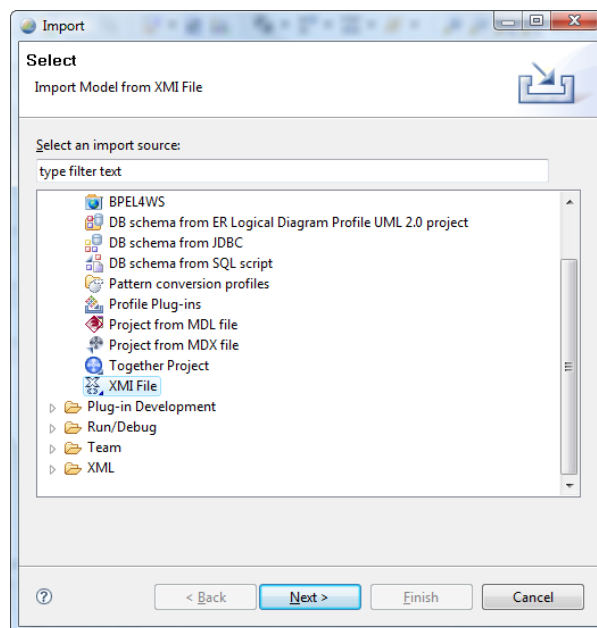 Import
Select
Import Model from XMI File
Select an import source:
type filter text
BPEL4WS
DB schema from ER Logical Diagram Profile UML 2.0 project
DB schema from JDBC
DB schema from SQL script
Pattern conversion profiles
Profile Plug-ins
Project from MDL file
Project from MDX file
Together Project
XMI File
Plug-in Development
Run/Debug
Team
XML
? < Back Next > Finish Cancel